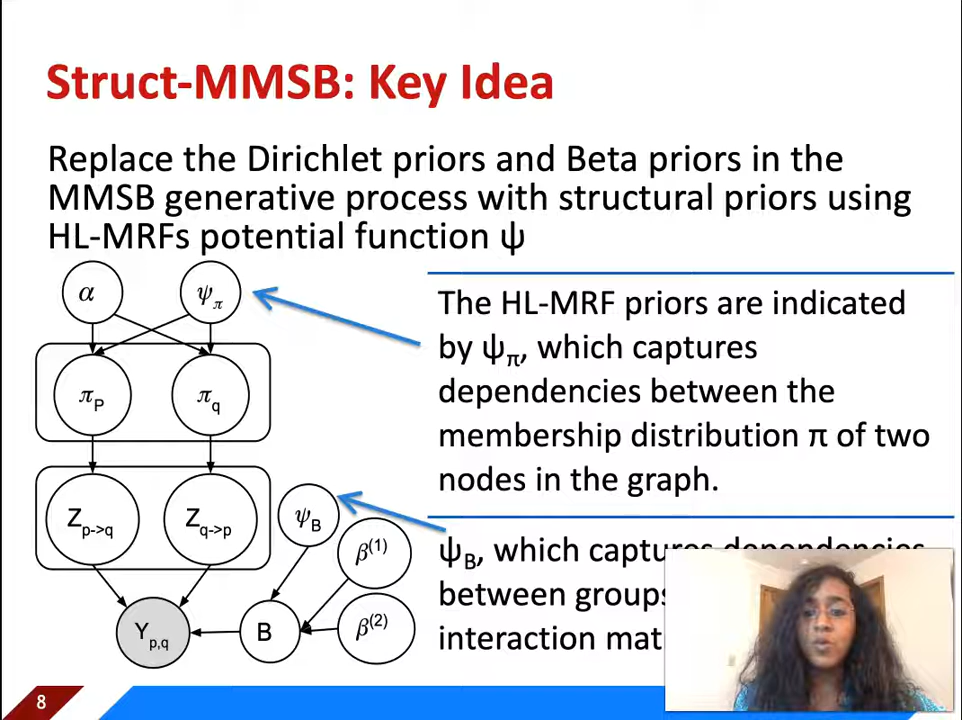 Struct-MMSB: Key Idea
Replace the Dirichlet priors and Beta priors in the
MMSB generative process with structural priors using
HL-MRFs potential function ψ
α
ψπ
πP
πq
Zp->q
Zq->p
ψB
β(1)
β(2)
B
Yp,q
The HL-MRF priors are indicated
by ψπ, which captures
dependencies between the
membership distribution π of two
nodes in the graph.
ψB, which captures dependencies
between groups
interaction mat
8